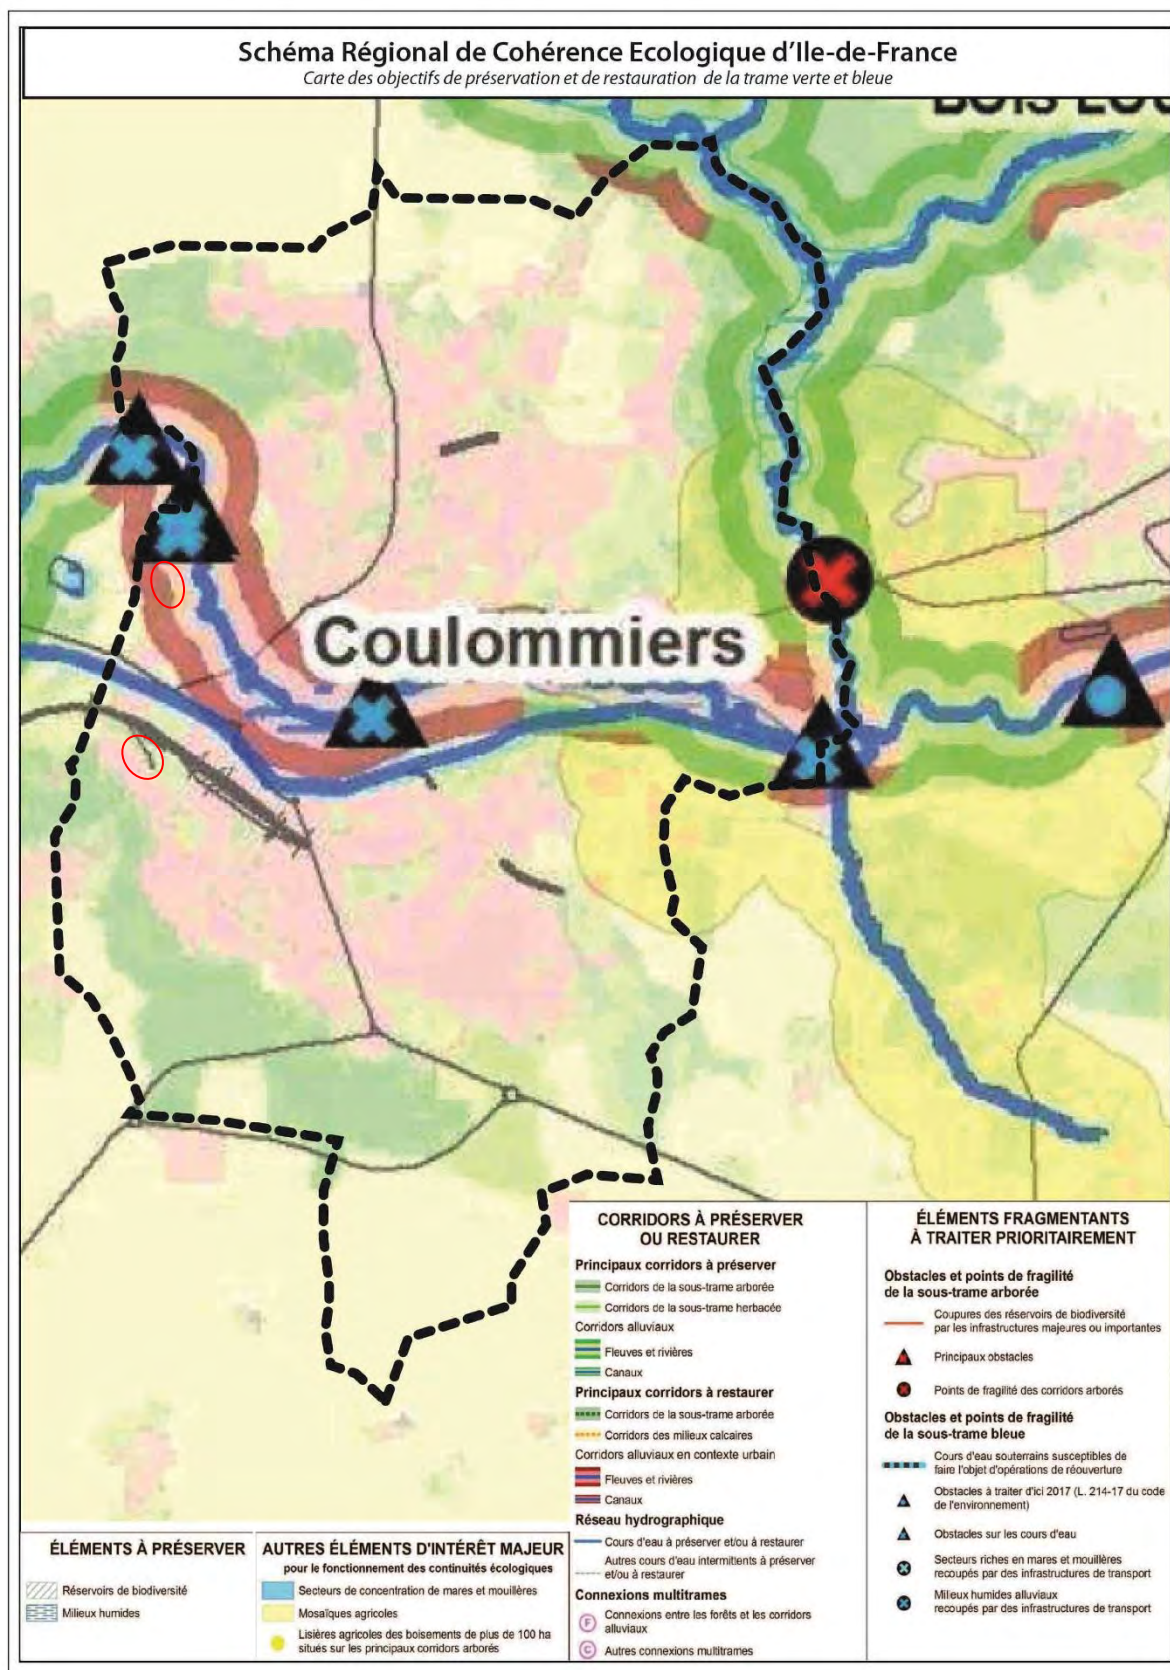 Schéma Régional de Cohérence Ecologique d'Ile-de-France
Carte des objectifs de préservation et de restauration de la trame verte et bleue
Coulommiers
ÉLÉMENTS À PRÉSERVER
Réservoirs de biodiversité
Milieux humides
AUTRES ÉLÉMENTS D'INTÉRÊT MAJEUR
pour le fonctionnement des continuités écologiques
Secteurs de concentration de mares et mouillères
Mosaïques agricoles
Lisières agricoles des boisements de plus de 100 ha
situés sur les principaux corridors arborés
CORRIDORS À PRÉSERVER
OU RESTAURER
Principaux corridors à préserver
Corridors de la sous-trame arborée
Corridors de la sous-trame herbacée
Corridors alluviaux
Fleuves et rivières
Canaux
Principaux corridors à restaurer
Corridors de la sous-trame arborée
Corridors des milieux calcaires
Corridors alluviaux en contexte urbain
Fleuves et rivières
Canaux
Réseau hydrographique
Cours d'eau à préserver et/ou à restaurer
Autres cours d'eau intermittents à préserver
et/ou à restaurer
Connexions multitrames
F Connexions entre les forêts et les corridors
alluviaux
C Autres connexions multitrames
ÉLÉMENTS FRAGMENTANTS
À TRAITER PRIORITAIREMENT
Obstacles et points de fragilité
de la sous-trame arborée
Coupures des réservoirs de biodiversité
par les infrastructures majeures ou importantes
Principaux obstacles
Points de fragilité des corridors arborés
Obstacles et points de fragilité
de la sous-trame bleue
Cours d'eau souterrains susceptibles de
faire l'objet d'opérations de réouverture
Obstacles à traiter d'ici 2017 (L. 214-17 du code
de l'environnement)
Obstacles sur les cours d'eau
Secteurs riches en mares et mouillères
recoupés par des infrastructures de transport
Milieux humides alluviaux
recoupés par des infrastructures de transport